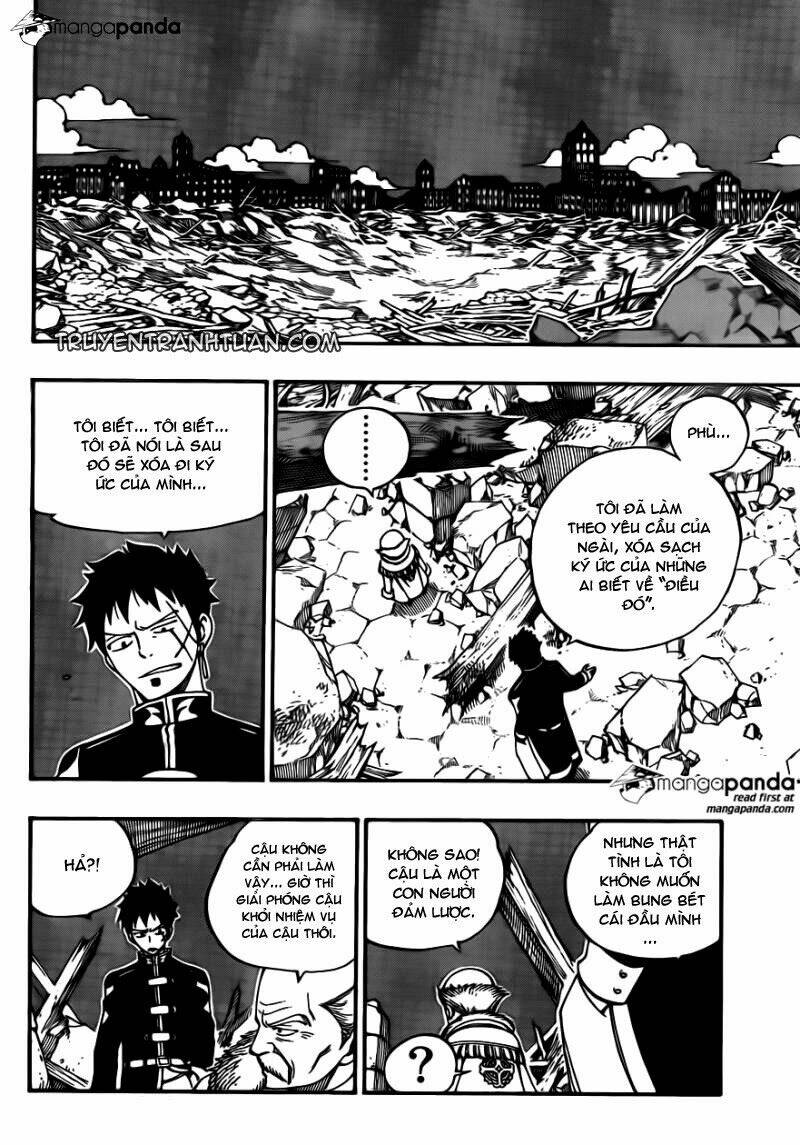 mangapanda
TRUYENTRANHTUAN.COM
PHÙ...
TÔI ĐÃ LÀM
THEO YÊU CẦU CỦA
NGÀI, XÓA SẠCH
KÝ ỨC CỦA NHỮNG
AI BIẾT VỀ "ĐIỀU
ĐÓ".
TÔI BIẾT... TÔI BIẾT...
TÔI ĐÃ NÓI LÀ SAU
ĐÓ SẼ XÓA ĐI KÝ
ỨC CỦA MÌNH...
mangapanda
READ FIRST AT
mangapanda.com
NHƯNG THẬT
TÌNH LÀ TÔI
KHÔNG MUỐN
LÀM BUNG BÉT
CÁI ĐẦU MÌNH
...
KHÔNG SAO!
CẬU LÀ MỘT
CON NGƯỜI
ĐẢM LƯỢC.
?
CẬU KHÔNG
CẦN PHẢI LÀM
VẬY... GIỜ THÌ
GIẢI PHÓNG CẬU
KHỎI NHIỆM VỤ
CỦA CẬU THÔI.
HẢ?!